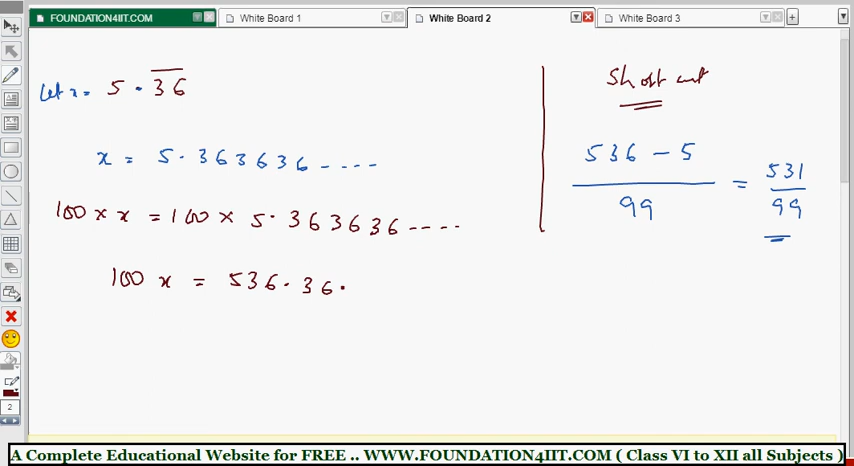 FOUNDATION4IIT.COM
White Board 1
White Board 2
White Board 3
Let x = 5.3̅6̅
x = 5.363636 ----
100 x x = 100 x 5.363636 ----
100 x = 536.36.
Short cut
536 - 5
99
= 531
99
2
A Complete Educational Website for FREE .. WWW.FOUNDATION4IIT.COM ( Class VI to XII all Subjects )